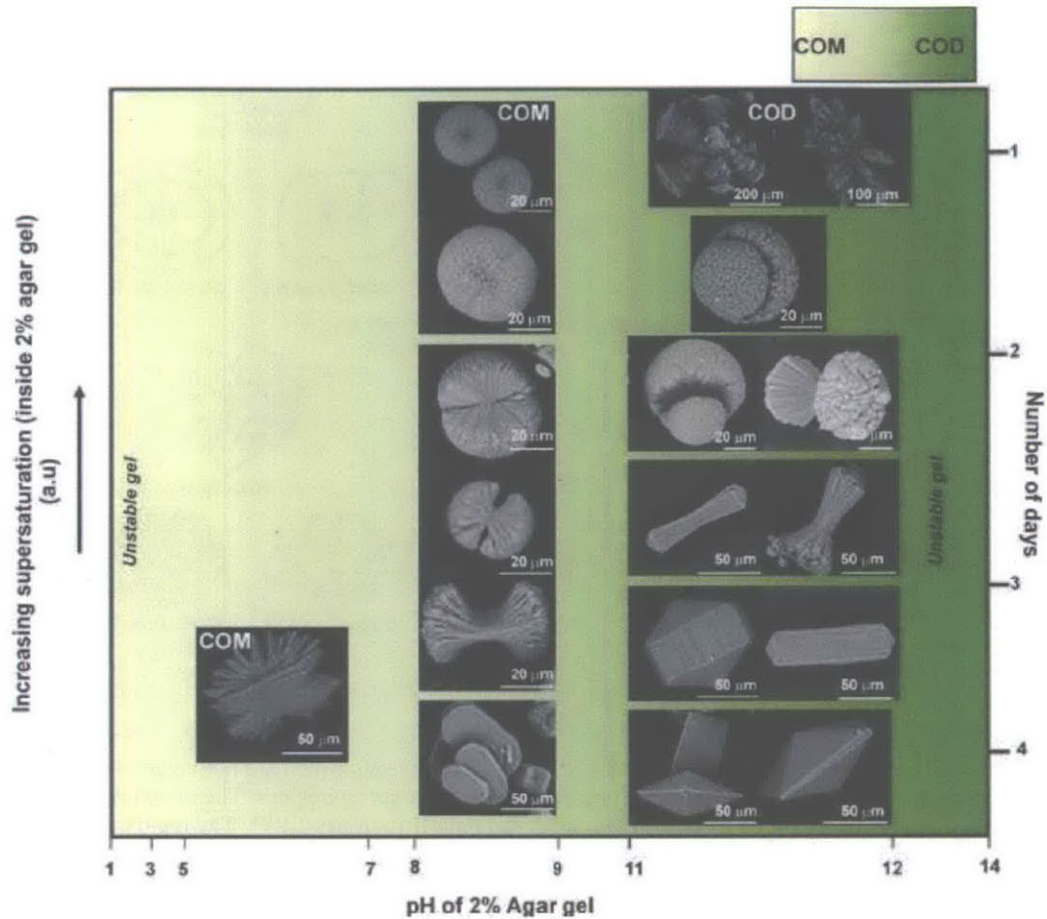 COM COD
COM
COD
20 μm
200 μm 100 μm
1
20 μm
20 μm
20 μm
20 μm 20 μm
2
20 μm
50 μm 50 μm
3
20 μm
COM
50 μm
50 μm 50 μm
50 μm
50 μm 50 μm
4
Increasing supersaturation (inside 2% agar gel)
(a.u)
Unstable gel
Unstable gel
Number of days
1 3 5 7 8 9 11 12 14
pH of 2% Agar gel